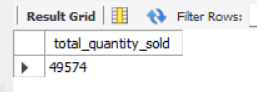 Result Grid Filter Rows:
total_quantity_sold
49574